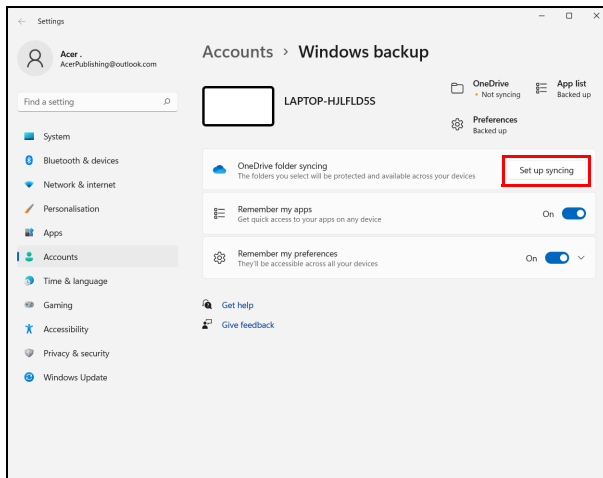 Settings
Acer .
AcerPublishing@outlook.com
Find a setting
System
Bluetooth & devices
Network & internet
Personalisation
Apps
Accounts
Time & language
Gaming
Accessibility
Privacy & security
Windows Update
Accounts > Windows backup
LAPTOP-HJLFLD5S
OneDrive
• Not syncing
App list
Backed up
Preferences
Backed up
OneDrive folder syncing
The folders you select will be protected and available across your devices
Set up syncing
Remember my apps
Get quick access to your apps on any device
On
Remember my preferences
They'll be accessible across all your devices
On
Get help
Give feedback